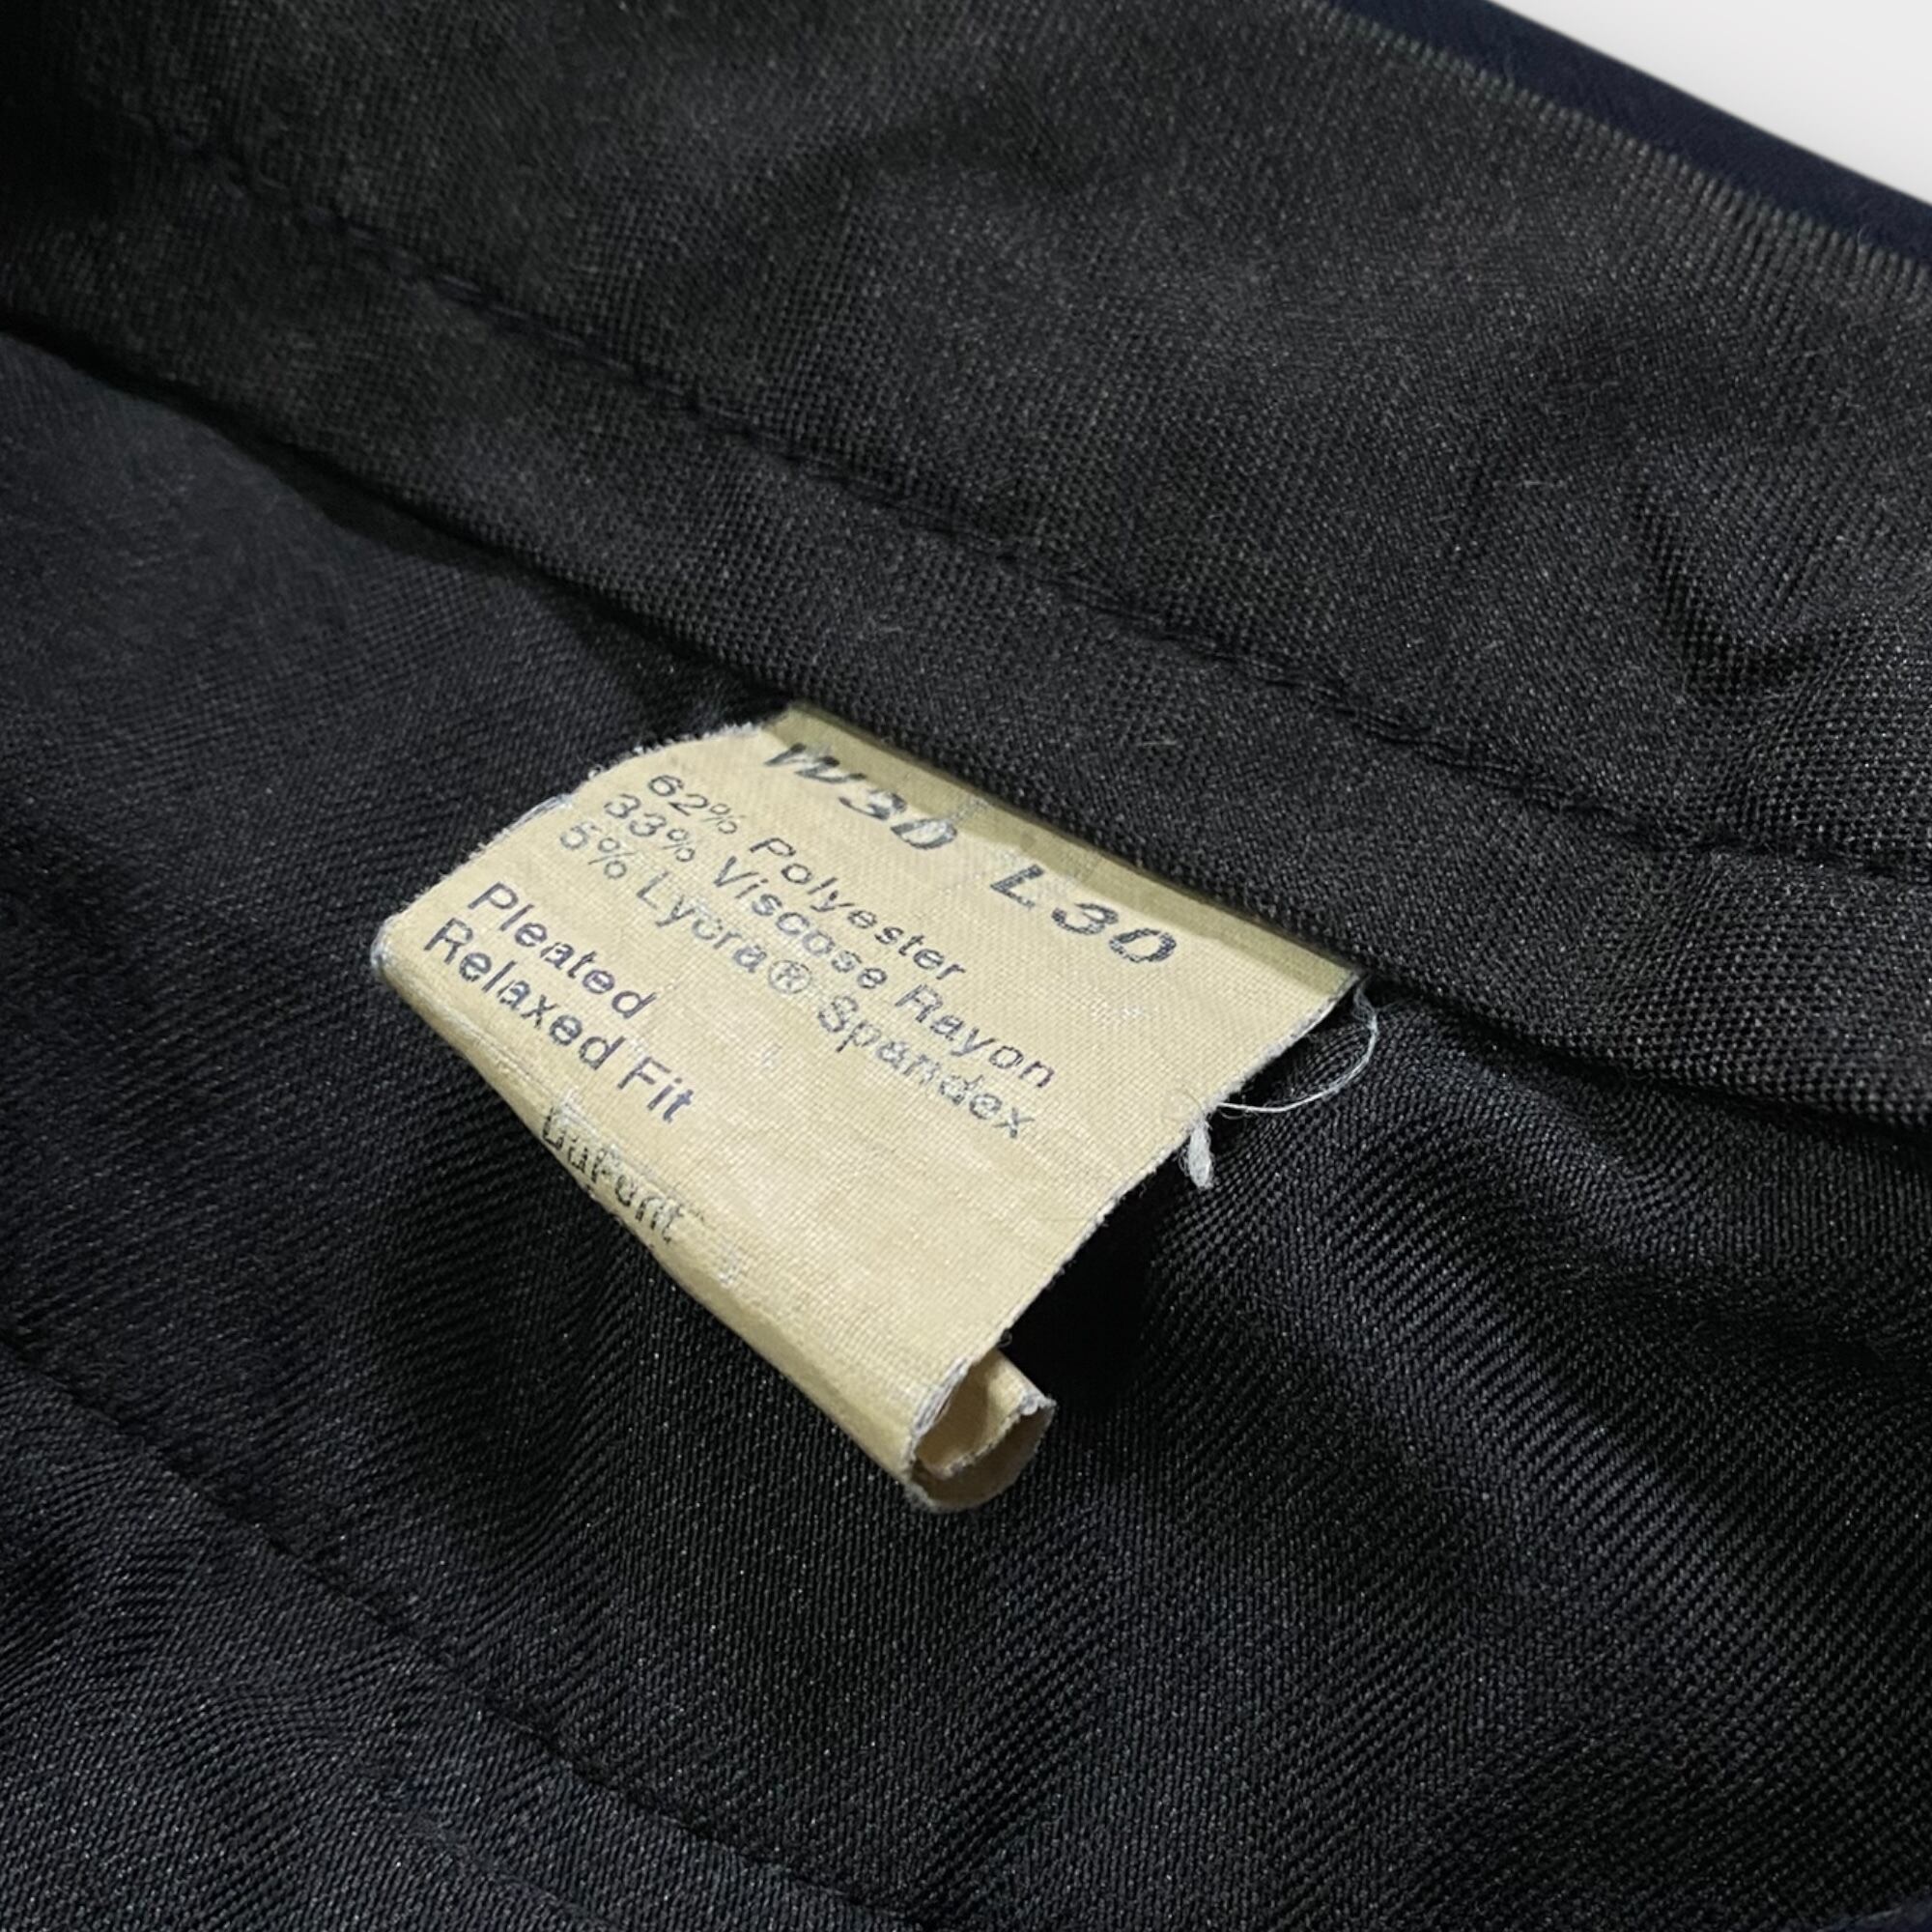 W30 L30
62% Polyester
33% Viscose Rayon
5% Lycra® Spandex
Pleated
Relaxed Fit
DuPont